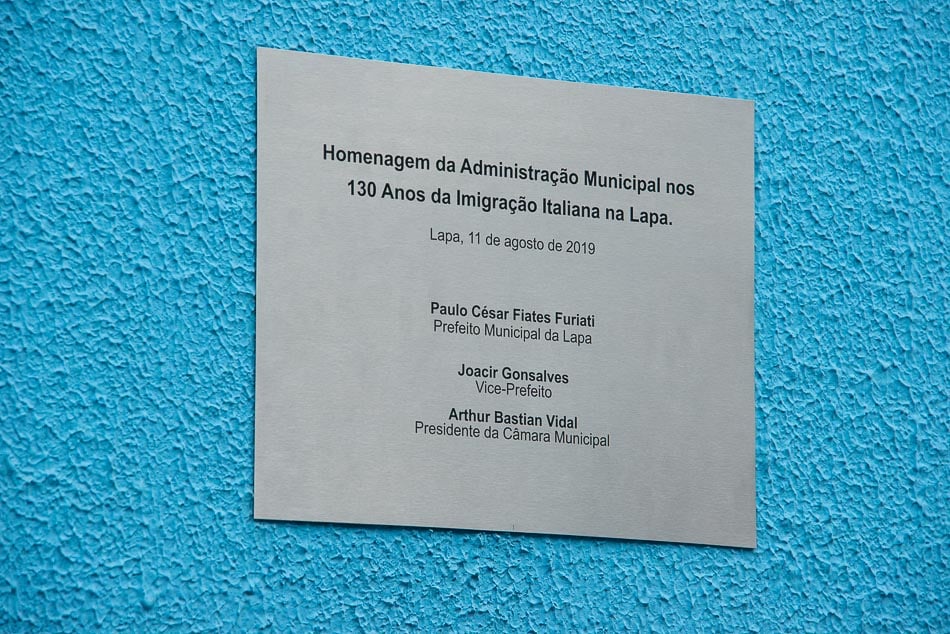 Homenagem da Administração Municipal nos
130 Anos da Imigração Italiana na Lapa.
Lapa, 11 de agosto de 2019
Paulo César Fiates Furiati
Prefeito Municipal da Lapa
Joacir Gonsalves
Vice-Prefeito
Arthur Bastian Vidal
Presidente da Câmara Municipal